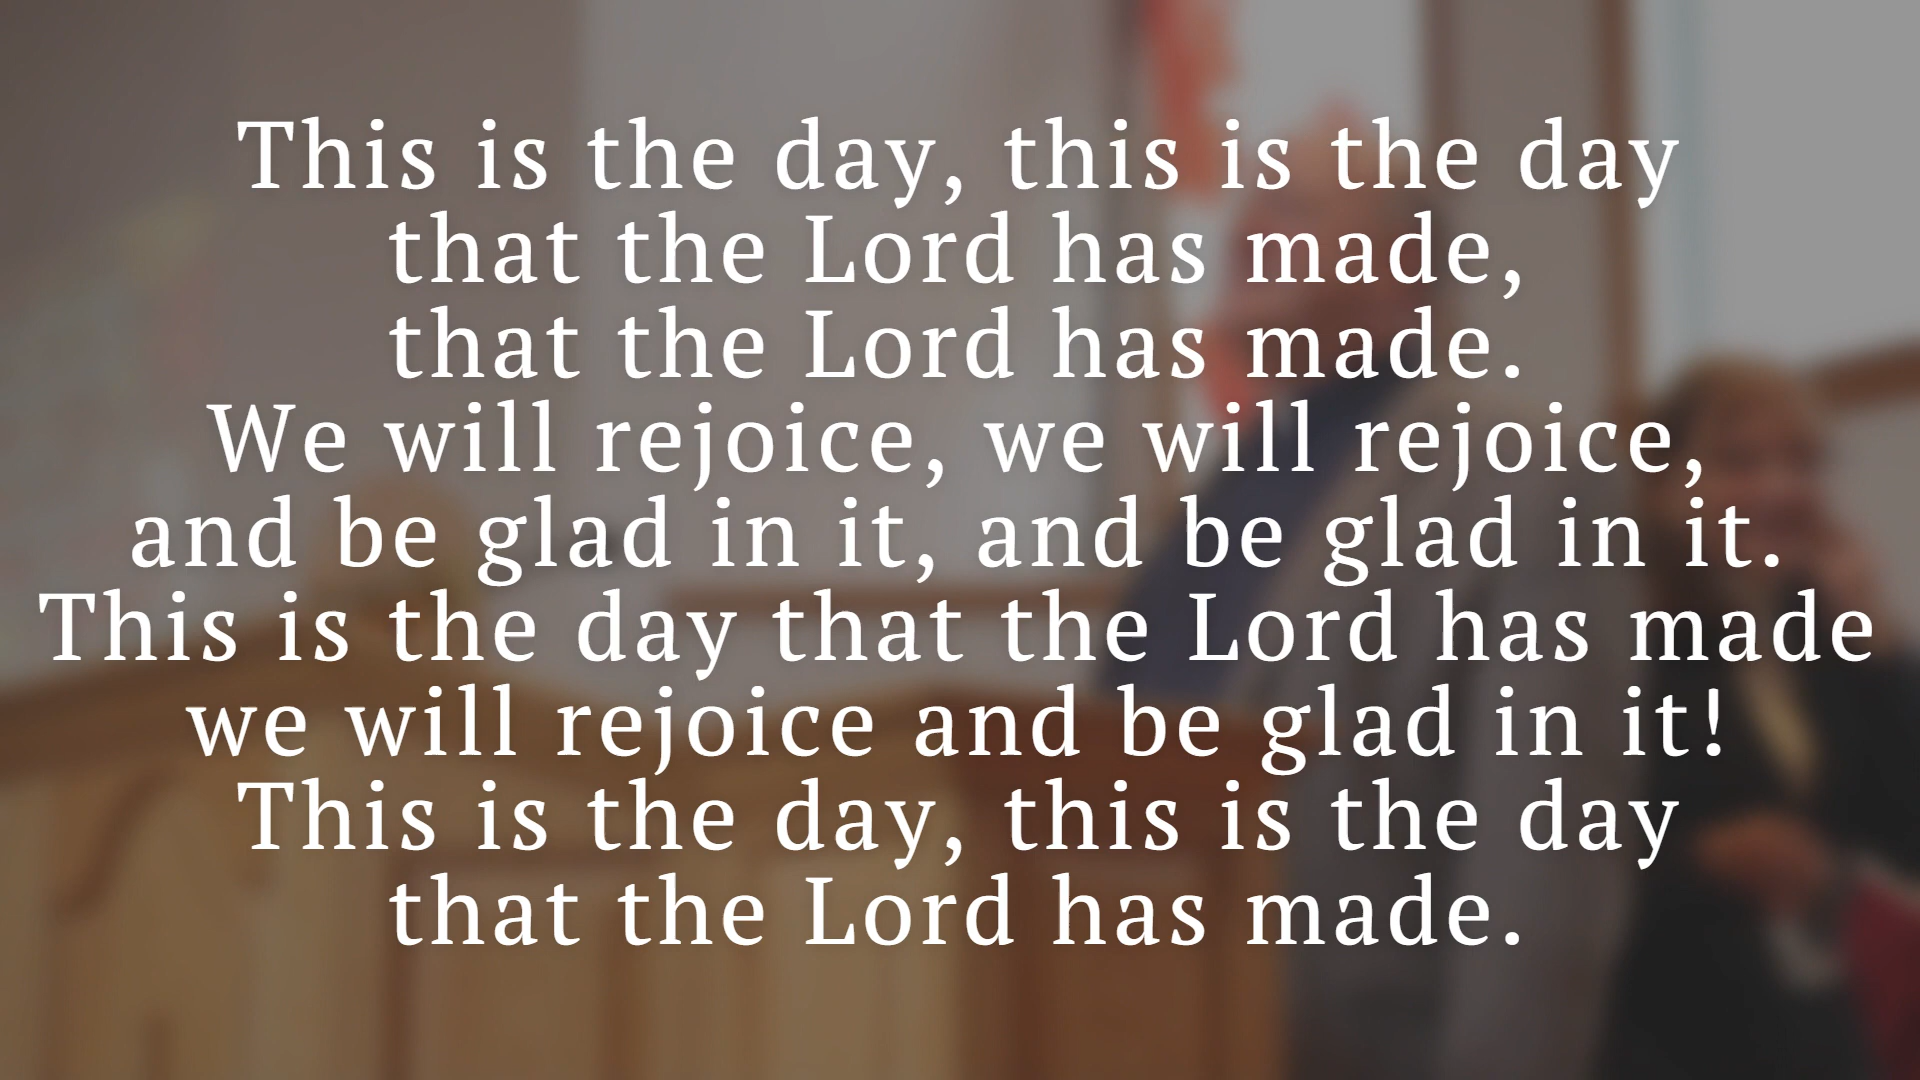 This is the day, this is the day
that the Lord has made,
that the Lord has made.
We will rejoice, we will rejoice,
and be glad in it, and be glad in it.
This is the day that the Lord has made
we will rejoice and be glad in it!
This is the day, this is the day
that the Lord has made.